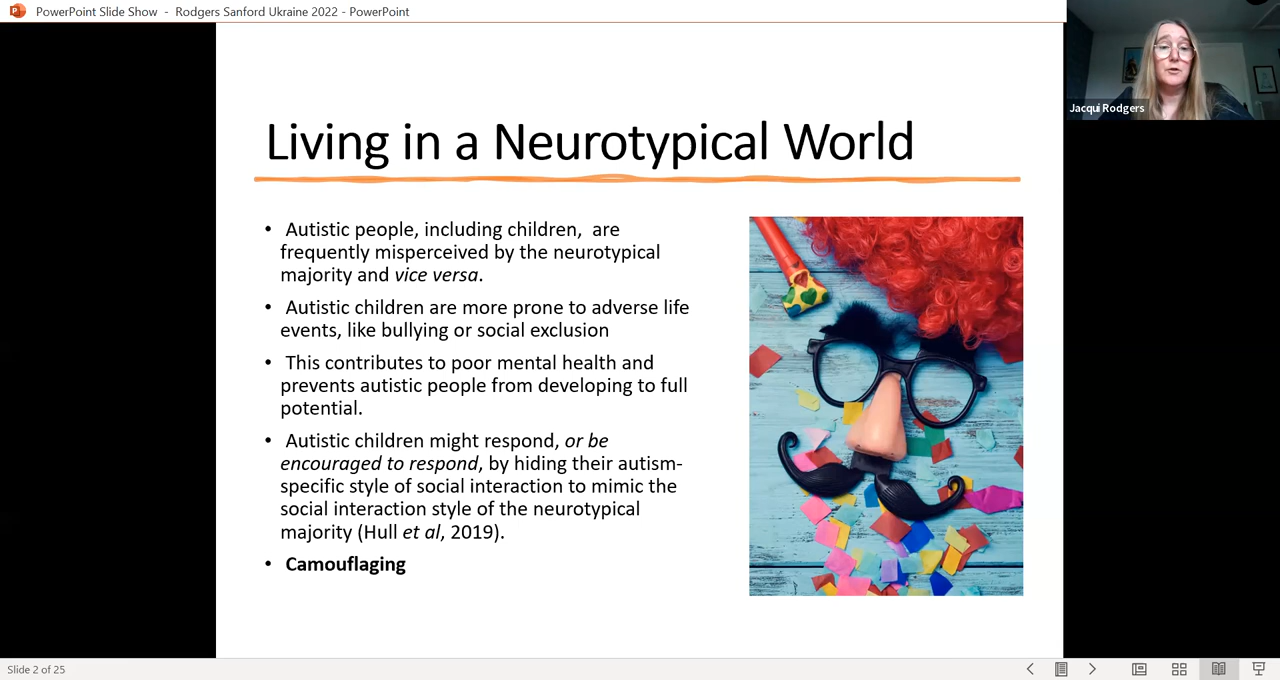 PowerPoint Slide Show - Rodgers Sanford Ukraine 2022 - PowerPoint
Jacqui Rodgers
Living in a Neurotypical World
• Autistic people, including children, are
frequently misperceived by the neurotypical
majority and vice versa.
• Autistic children are more prone to adverse life
events, like bullying or social exclusion
• This contributes to poor mental health and
prevents autistic people from developing to full
potential.
• Autistic children might respond, or be
encouraged to respond, by hiding their autism-
specific style of social interaction to mimic the
social interaction style of the neurotypical
majority (Hull et al, 2019).
• Camouflaging
Slide 2 of 25